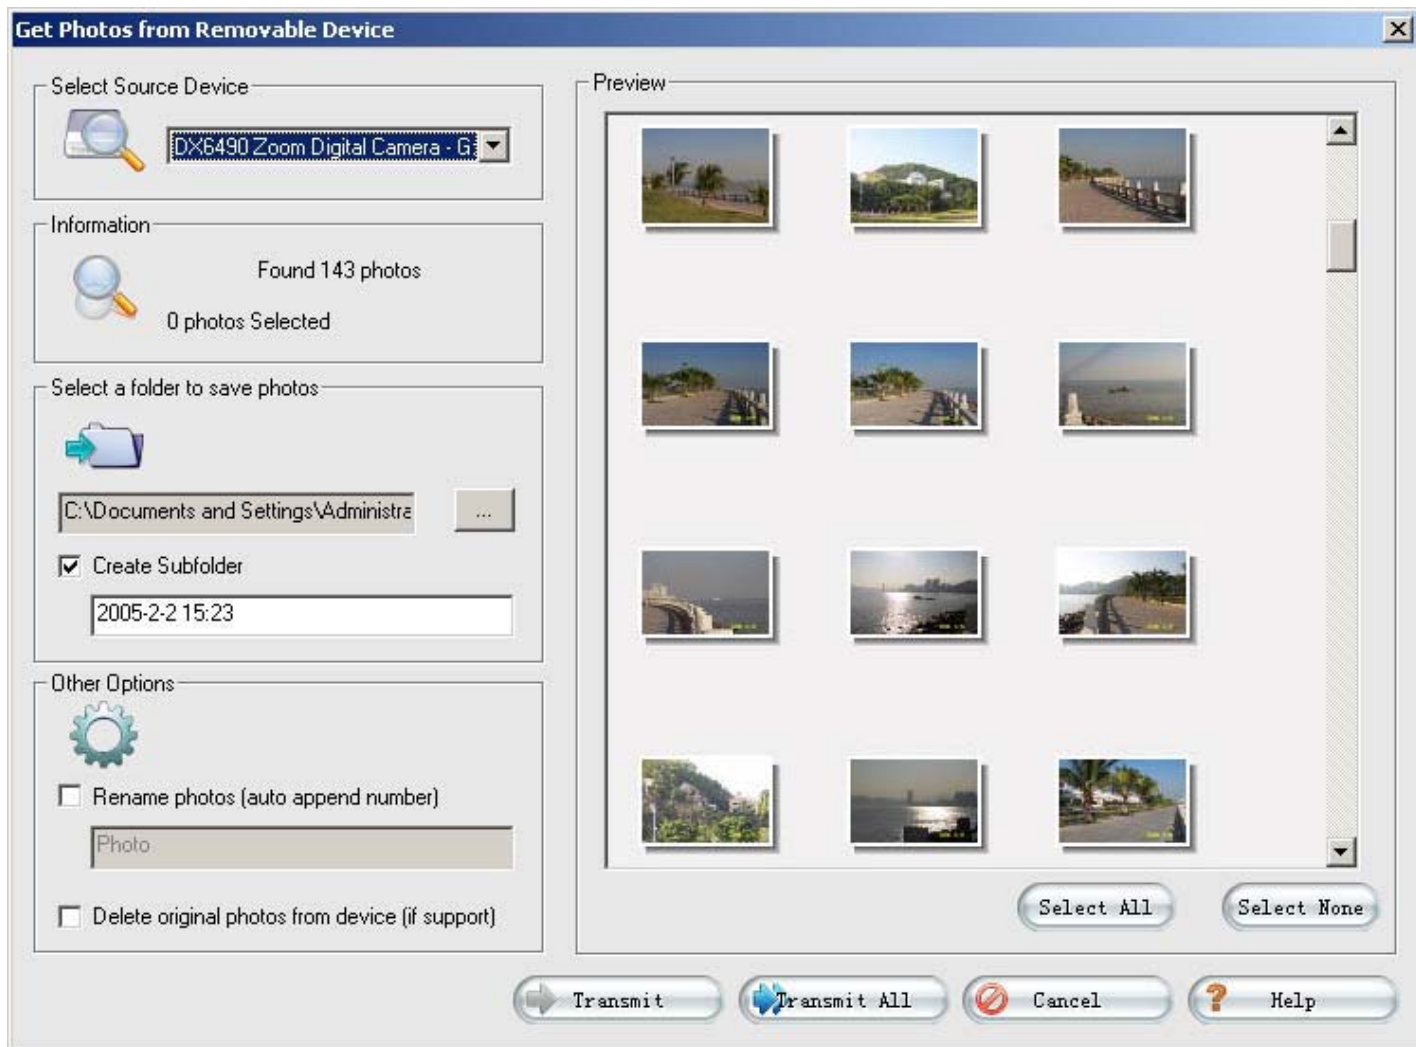 Get Photos from Removable Device
Select Source Device
DX6490 Zoom Digital Camera - G
Information
Found 143 photos
0 photos Selected
Select a folder to save photos
C:\Documents and Settings\Administra
...
Create Subfolder
2005-2-2 15:23
Other Options
Rename photos (auto append number)
Photo
Delete original photos from device (if support)
Preview
Select All
Select None
Transmit
Transmit All
Cancel
Help